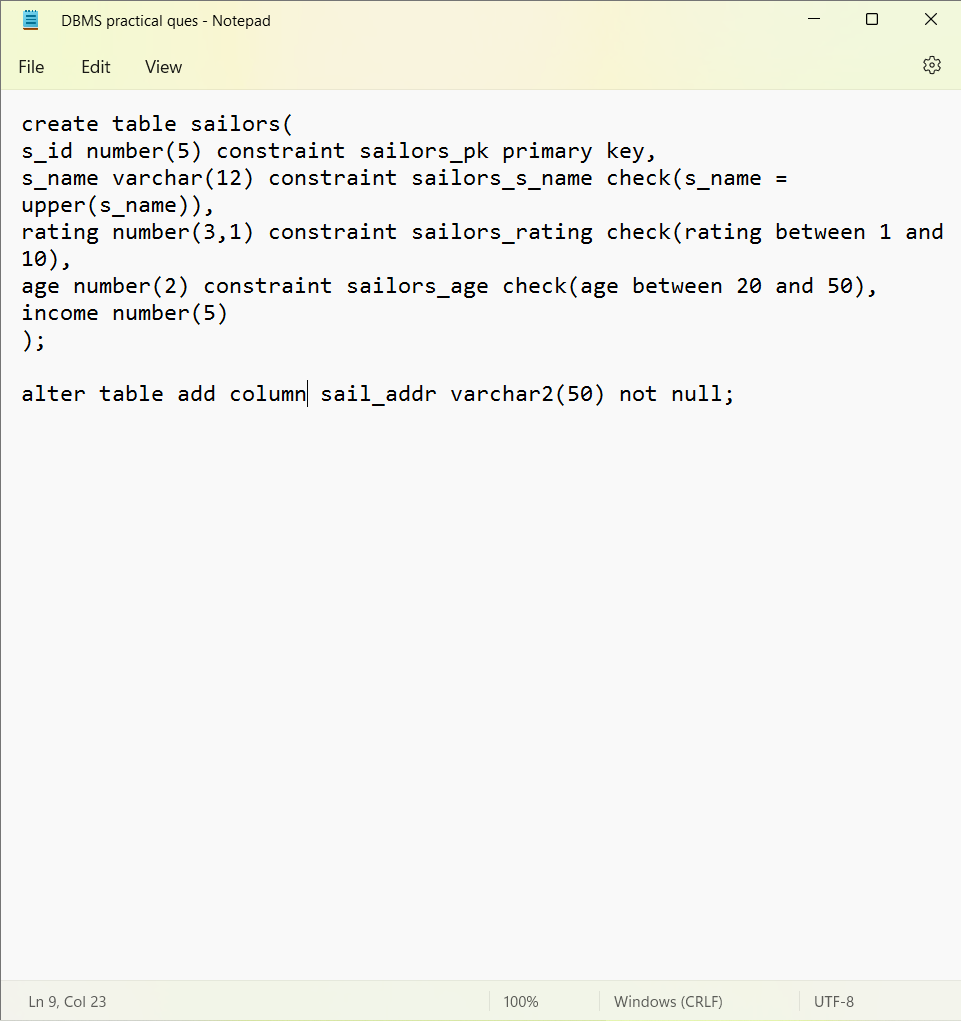 DBMS practical ques - Notepad
File Edit View
create table sailors(
s_id number(5) constraint sailors_pk primary key,
s_name varchar(12) constraint sailors_s_name check(s_name =
upper(s_name)),
rating number(3,1) constraint sailors_rating check(rating between 1 and
10),
age number(2) constraint sailors_age check(age between 20 and 50),
income number(5)
);
alter table add column sail_addr varchar2(50) not null;
Ln 9, Col 23 100% Windows (CRLF) UTF-8